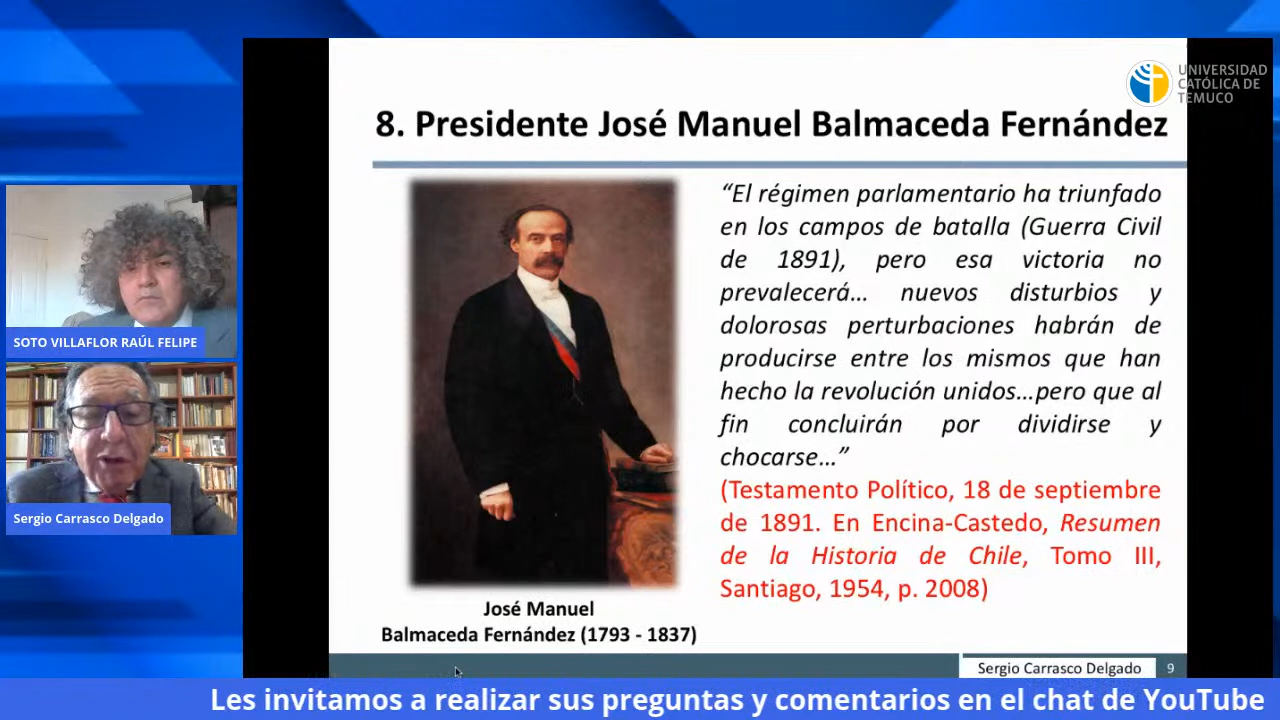 UNIVERSIDAD
CATÓLICA DE
TEMUCO
8. Presidente José Manuel Balmaceda Fernández
“El régimen parlamentario ha triunfado
en los campos de batalla (Guerra Civil
de 1891), pero esa victoria no
prevalecerá… nuevos disturbios y
dolorosas perturbaciones habrán de
producirse entre los mismos que han
hecho la revolución unidos…pero que al
fin concluirán por dividirse y
chocarse…”
(Testamento Político, 18 de septiembre
de 1891. En Encina-Castedo, Resumen
de la Historia de Chile, Tomo III,
Santiago, 1954, p. 2008)
José Manuel
Balmaceda Fernández (1793 - 1837)
SOTO VILLAFLOR RAÚL FELIPE
Sergio Carrasco Delgado
Sergio Carrasco Delgado 9
Les invitamos a realizar sus preguntas y comentarios en el chat de YouTube